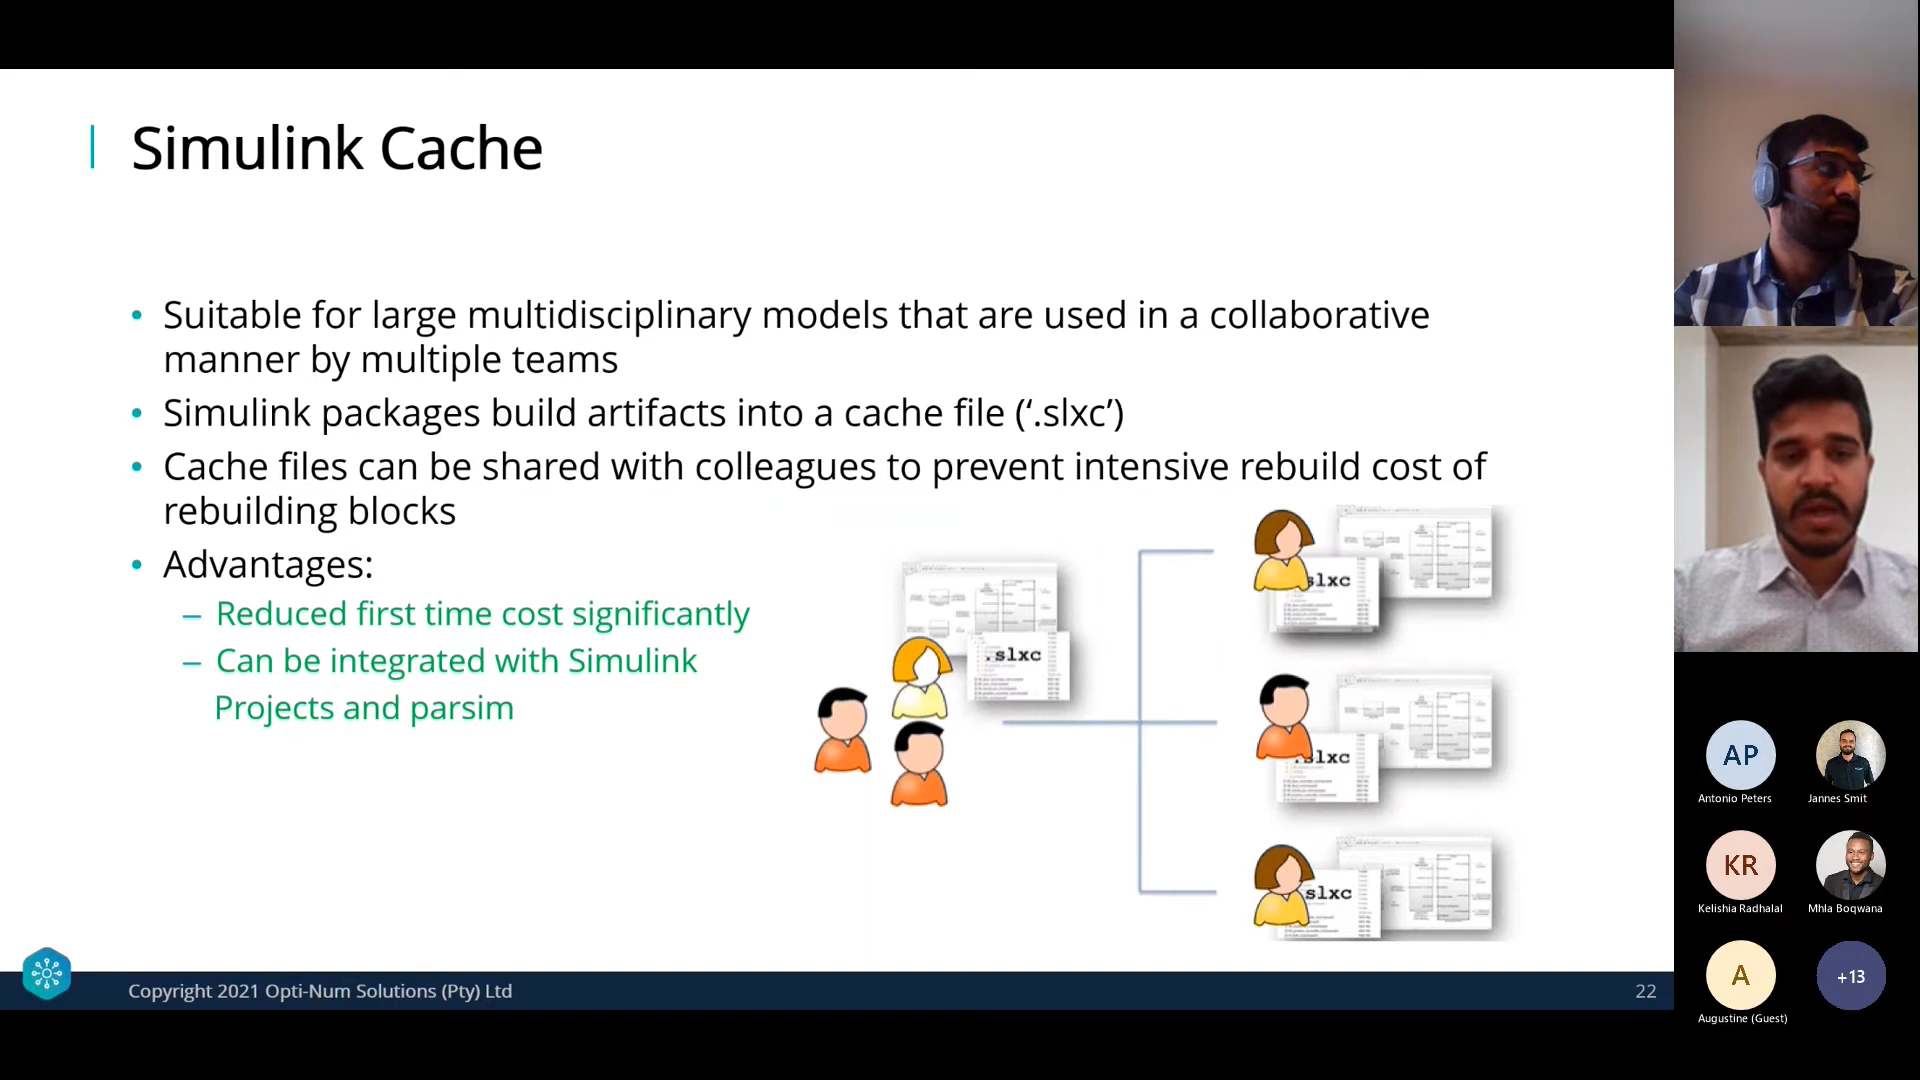 Simulink Cache
• Suitable for large multidisciplinary models that are used in a collaborative
manner by multiple teams
• Simulink packages build artifacts into a cache file (‘.slxc’)
• Cache files can be shared with colleagues to prevent intensive rebuild cost of
rebuilding blocks
• Advantages:
– Reduced first time cost significantly
– Can be integrated with Simulink
Projects and parsim
.slxc
slxc
.slxc
slxc
Copyright 2021 Opti-Num Solutions (Pty) Ltd
22
AP
Antonio Peters
Jannes Smit
KR
Kelishia Radhalal
Mhla Boqwana
A
Augustine (Guest)
+13